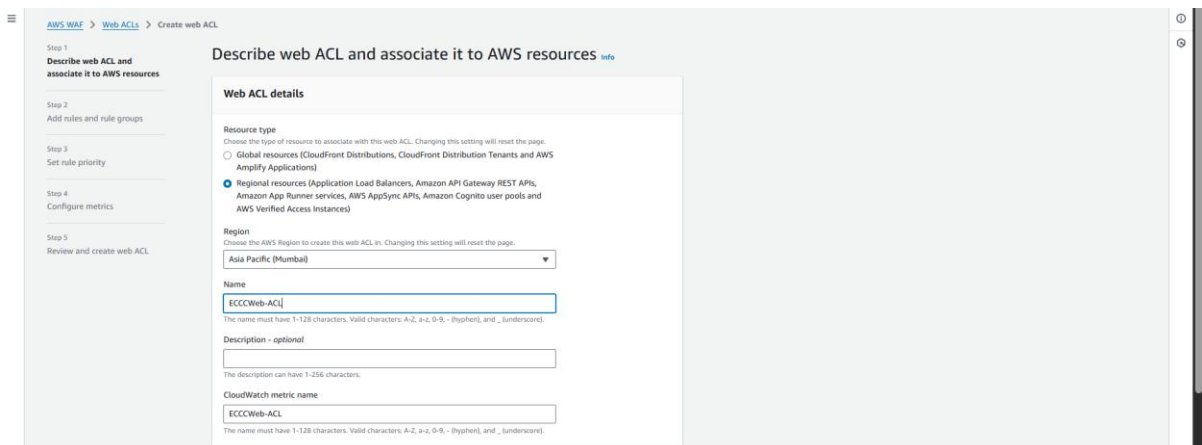 AWS WAF > Web ACLs > Create web ACL
Step 1
Describe web ACL and
associate it to AWS resources
Step 2
Add rules and rule groups
Step 3
Set rule priority
Step 4
Configure metrics
Step 5
Review and create web ACL
Describe web ACL and associate it to AWS resources Info
Web ACL details
Resource type
Choose the type of resource to associate with this web ACL. Changing this setting will reset the page.
Global resources (CloudFront Distributions, CloudFront Distribution Tenants and AWS
Amplify Applications)
Regional resources (Application Load Balancers, Amazon API Gateway REST APIs,
Amazon App Runner services, AWS AppSync APIs, Amazon Cognito user pools and
AWS Verified Access Instances)
Region
Choose the AWS Region to create this web ACL in. Changing this setting will reset the page.
Asia Pacific (Mumbai)
Name
ECCCWeb-ACL
The name must have 1-128 characters. Valid characters: A-Z, a-z, 0-9, - (hyphen), and _ (underscore).
Description - optional
The description can have 1-256 characters.
CloudWatch metric name
ECCCWeb-ACL
The name must have 1-128 characters. Valid characters: A-Z, a-z, 0-9, - (hyphen), and _ (underscore).